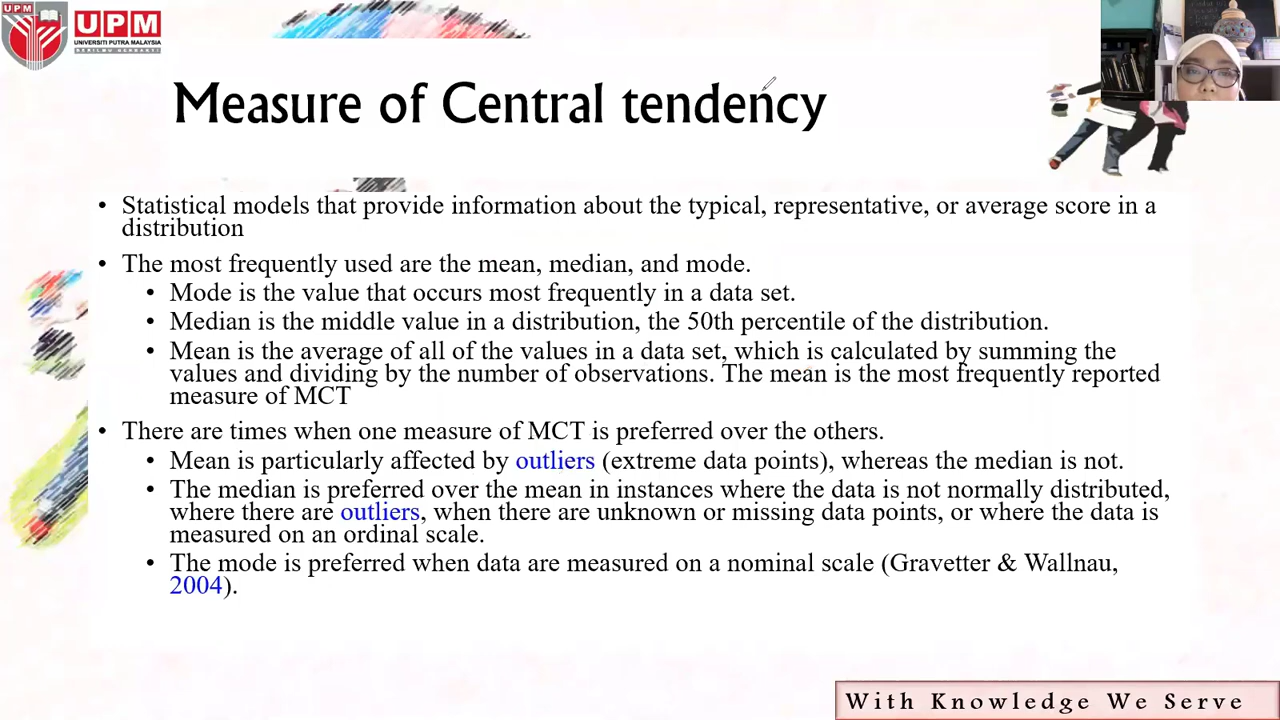 UPM
UPM
UNIVERSITI PUTRA MALAYSIA
BERILMU BERBAKTI
Measure of Central tendency
• Statistical models that provide information about the typical, representative, or average score in a
distribution
• The most frequently used are the mean, median, and mode.
• Mode is the value that occurs most frequently in a data set.
• Median is the middle value in a distribution, the 50th percentile of the distribution.
• Mean is the average of all of the values in a data set, which is calculated by summing the
values and dividing by the number of observations. The mean is the most frequently reported
measure of MCT
• There are times when one measure of MCT is preferred over the others.
• Mean is particularly affected by outliers (extreme data points), whereas the median is not.
• The median is preferred over the mean in instances where the data is not normally distributed,
where there are outliers, when there are unknown or missing data points, or where the data is
measured on an ordinal scale.
• The mode is preferred when data are measured on a nominal scale (Gravetter & Wallnau,
2004).
With Knowledge We Serve